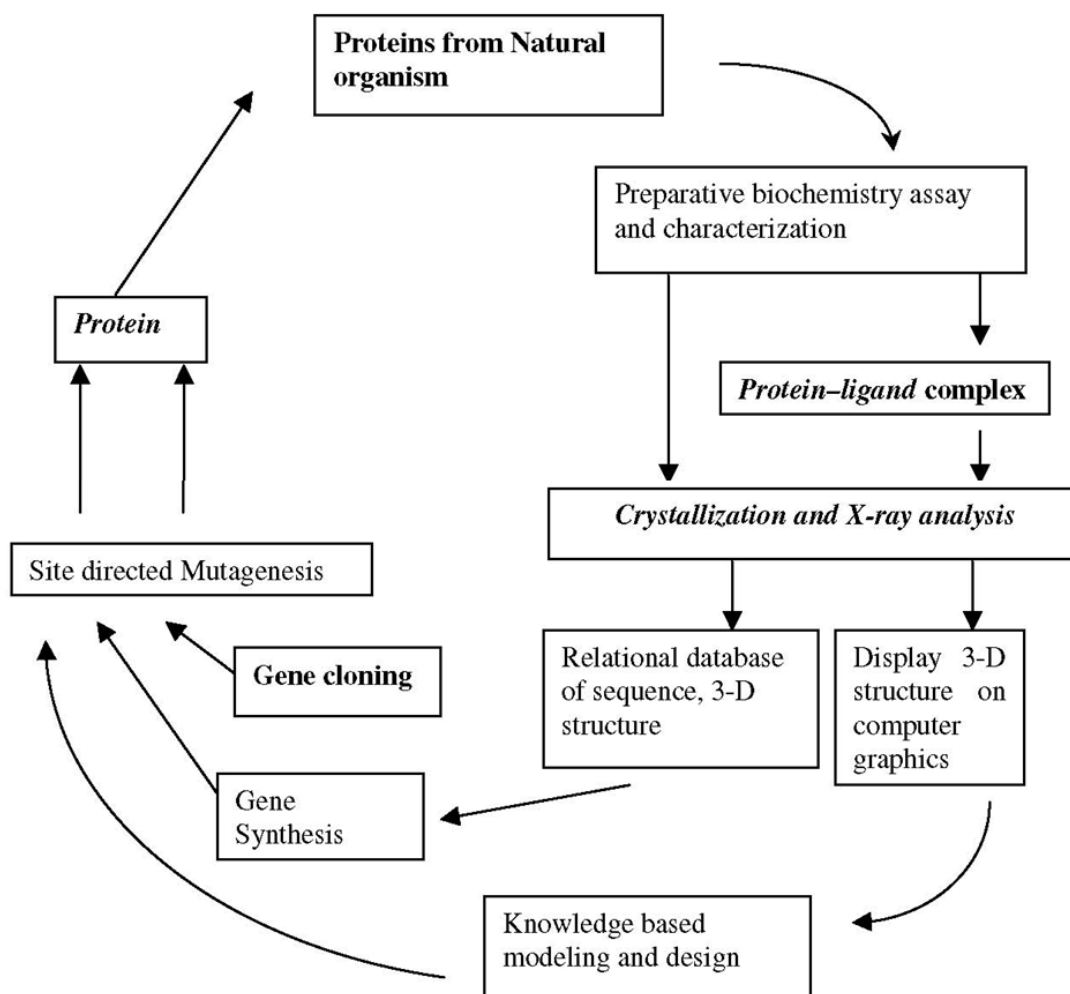 Proteins from Natural
organism
Preparative biochemistry assay
and characterization
Protein
Protein–ligand complex
Crystallization and X-ray analysis
Site directed Mutagenesis
Gene cloning
Relational database
of sequence, 3-D
structure
Display 3-D
structure on
computer
graphics
Gene
Synthesis
Knowledge based
modeling and design